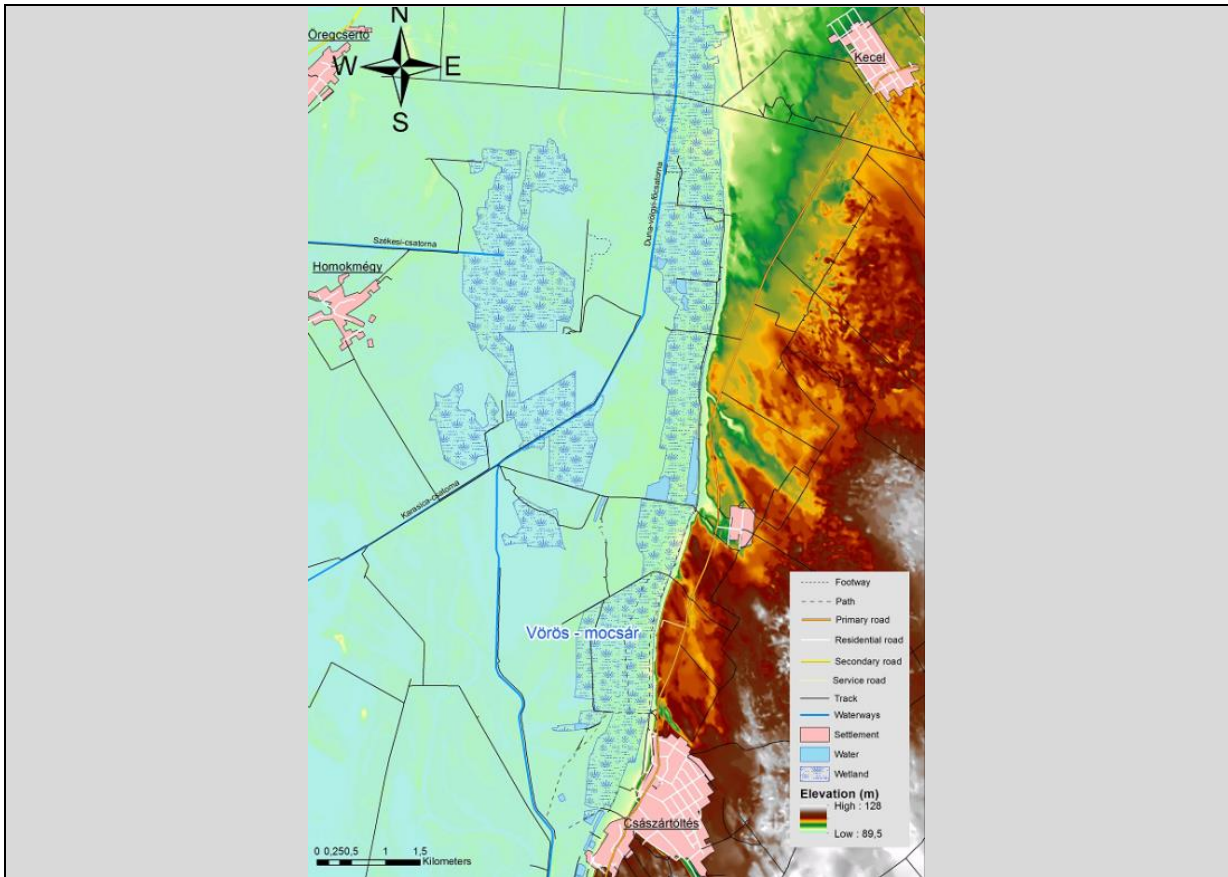 N
Öregcsertő
W E
S
Kecel
Duna-völgyi-főcsatorna
Székesi-csatorna
Homokmégy
Karasica-csatorna
Vörös - mocsár
Császártöltés
Footway
Path
Primary road
Residential road
Secondary road
Service road
Track
Waterways
Settlement
Water
Wetland
Elevation (m)
High : 128
Low : 89,5
0 0,250,5 1 1,5
Kilometers